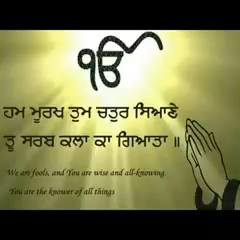 ੴ
ਹਮ ਮੂਰਖ ਤੁਮ ਚਤੁਰ ਸਿਆਣੇ
ਤੂ ਸਰਬ ਕਲਾ ਕਾ ਗਿਆਤਾ ॥
We are fools, and You are wise and all-knowing.
You are the knower of all things